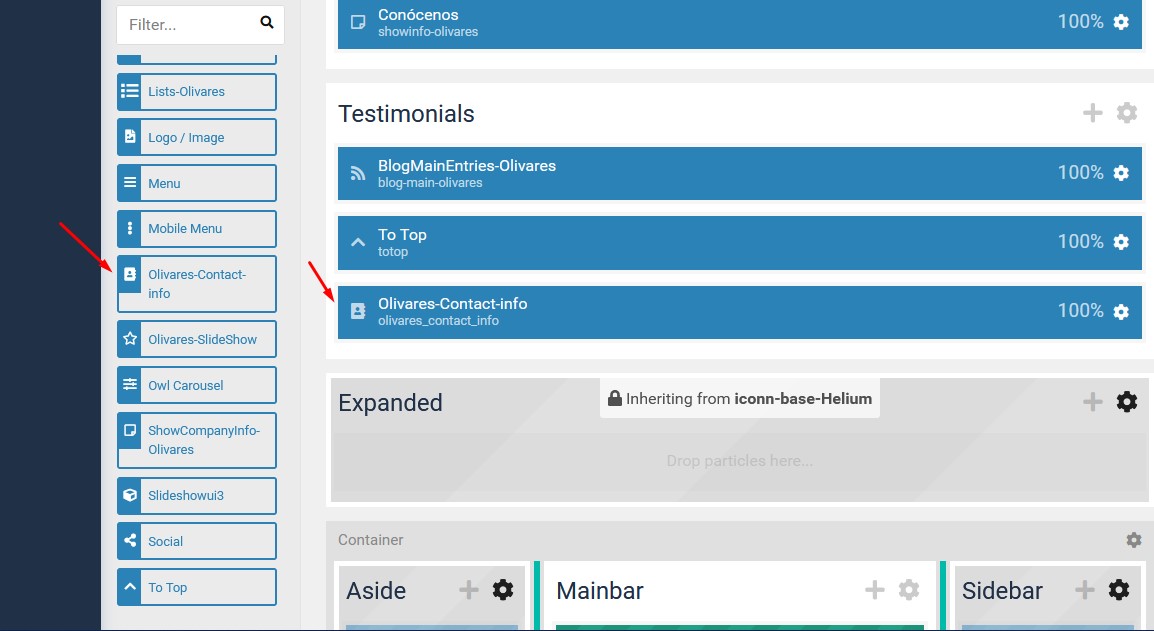 Filter...
Lists-Olivares
Logo / Image
Menu
Mobile Menu
Olivares-Contact-
info
Olivares-SlideShow
Owl Carousel
ShowCompanyInfo-
Olivares
Slideshowui3
Social
To Top
Conócenos
showinfo-olivares
100%
Testimonials
BlogMainEntries-Olivares
blog-main-olivares
100%
To Top
totop
100%
Olivares-Contact-info
olivares_contact_info
100%
Expanded
Inheriting from iconn-base-Helium
Drop particles here...
Container
Aside
Mainbar
Sidebar